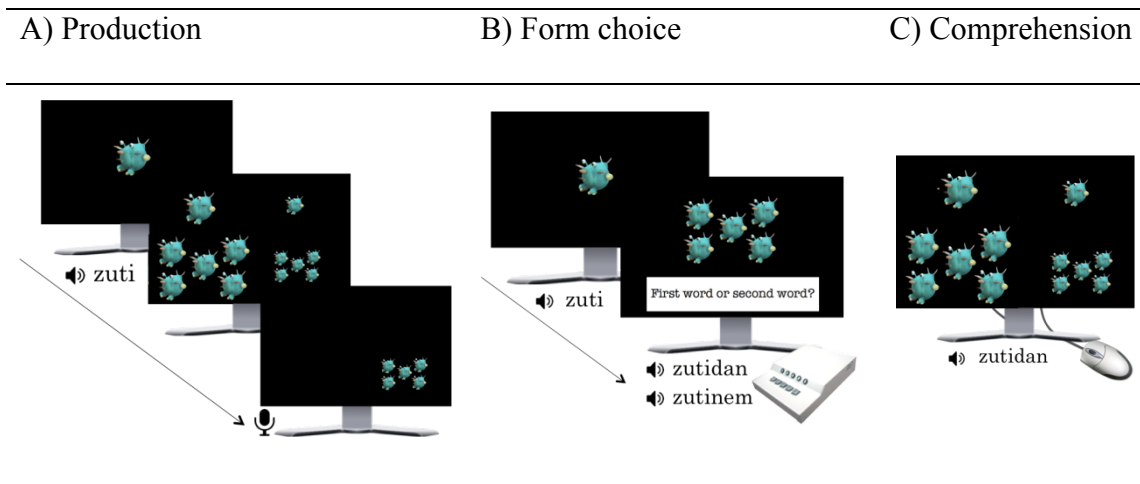 A) Production
B) Form choice
C) Comprehension
zuti
zuti
First word or second word?
zutidan
zutinem
zutidan